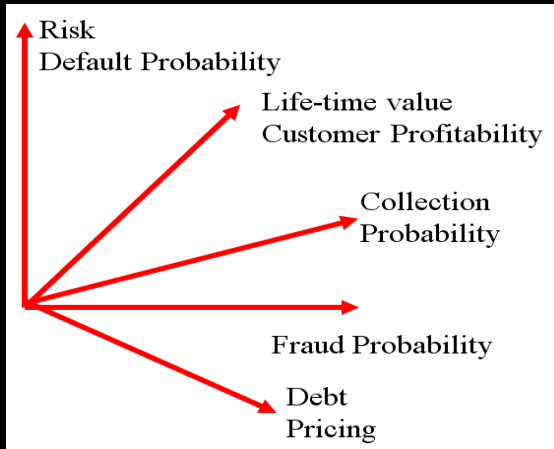 Risk
Default Probability
Life-time value
Customer Profitability
Collection
Probability
Fraud Probability
Debt
Pricing